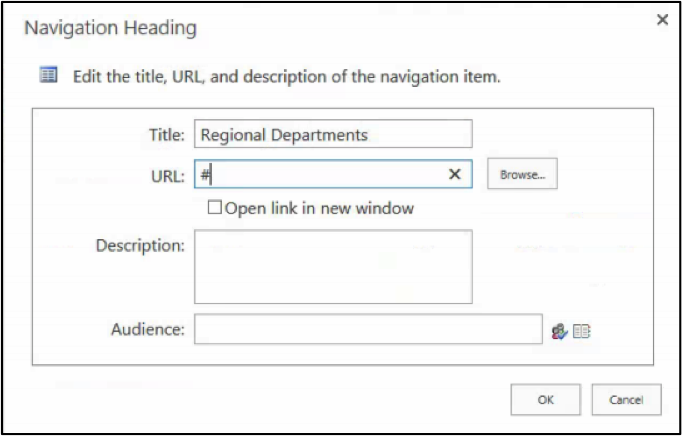 Navigation Heading
Edit the title, URL, and description of the navigation item.
Title: Regional Departments
URL: # Browse...
Open link in new window
Description:
Audience:
OK Cancel